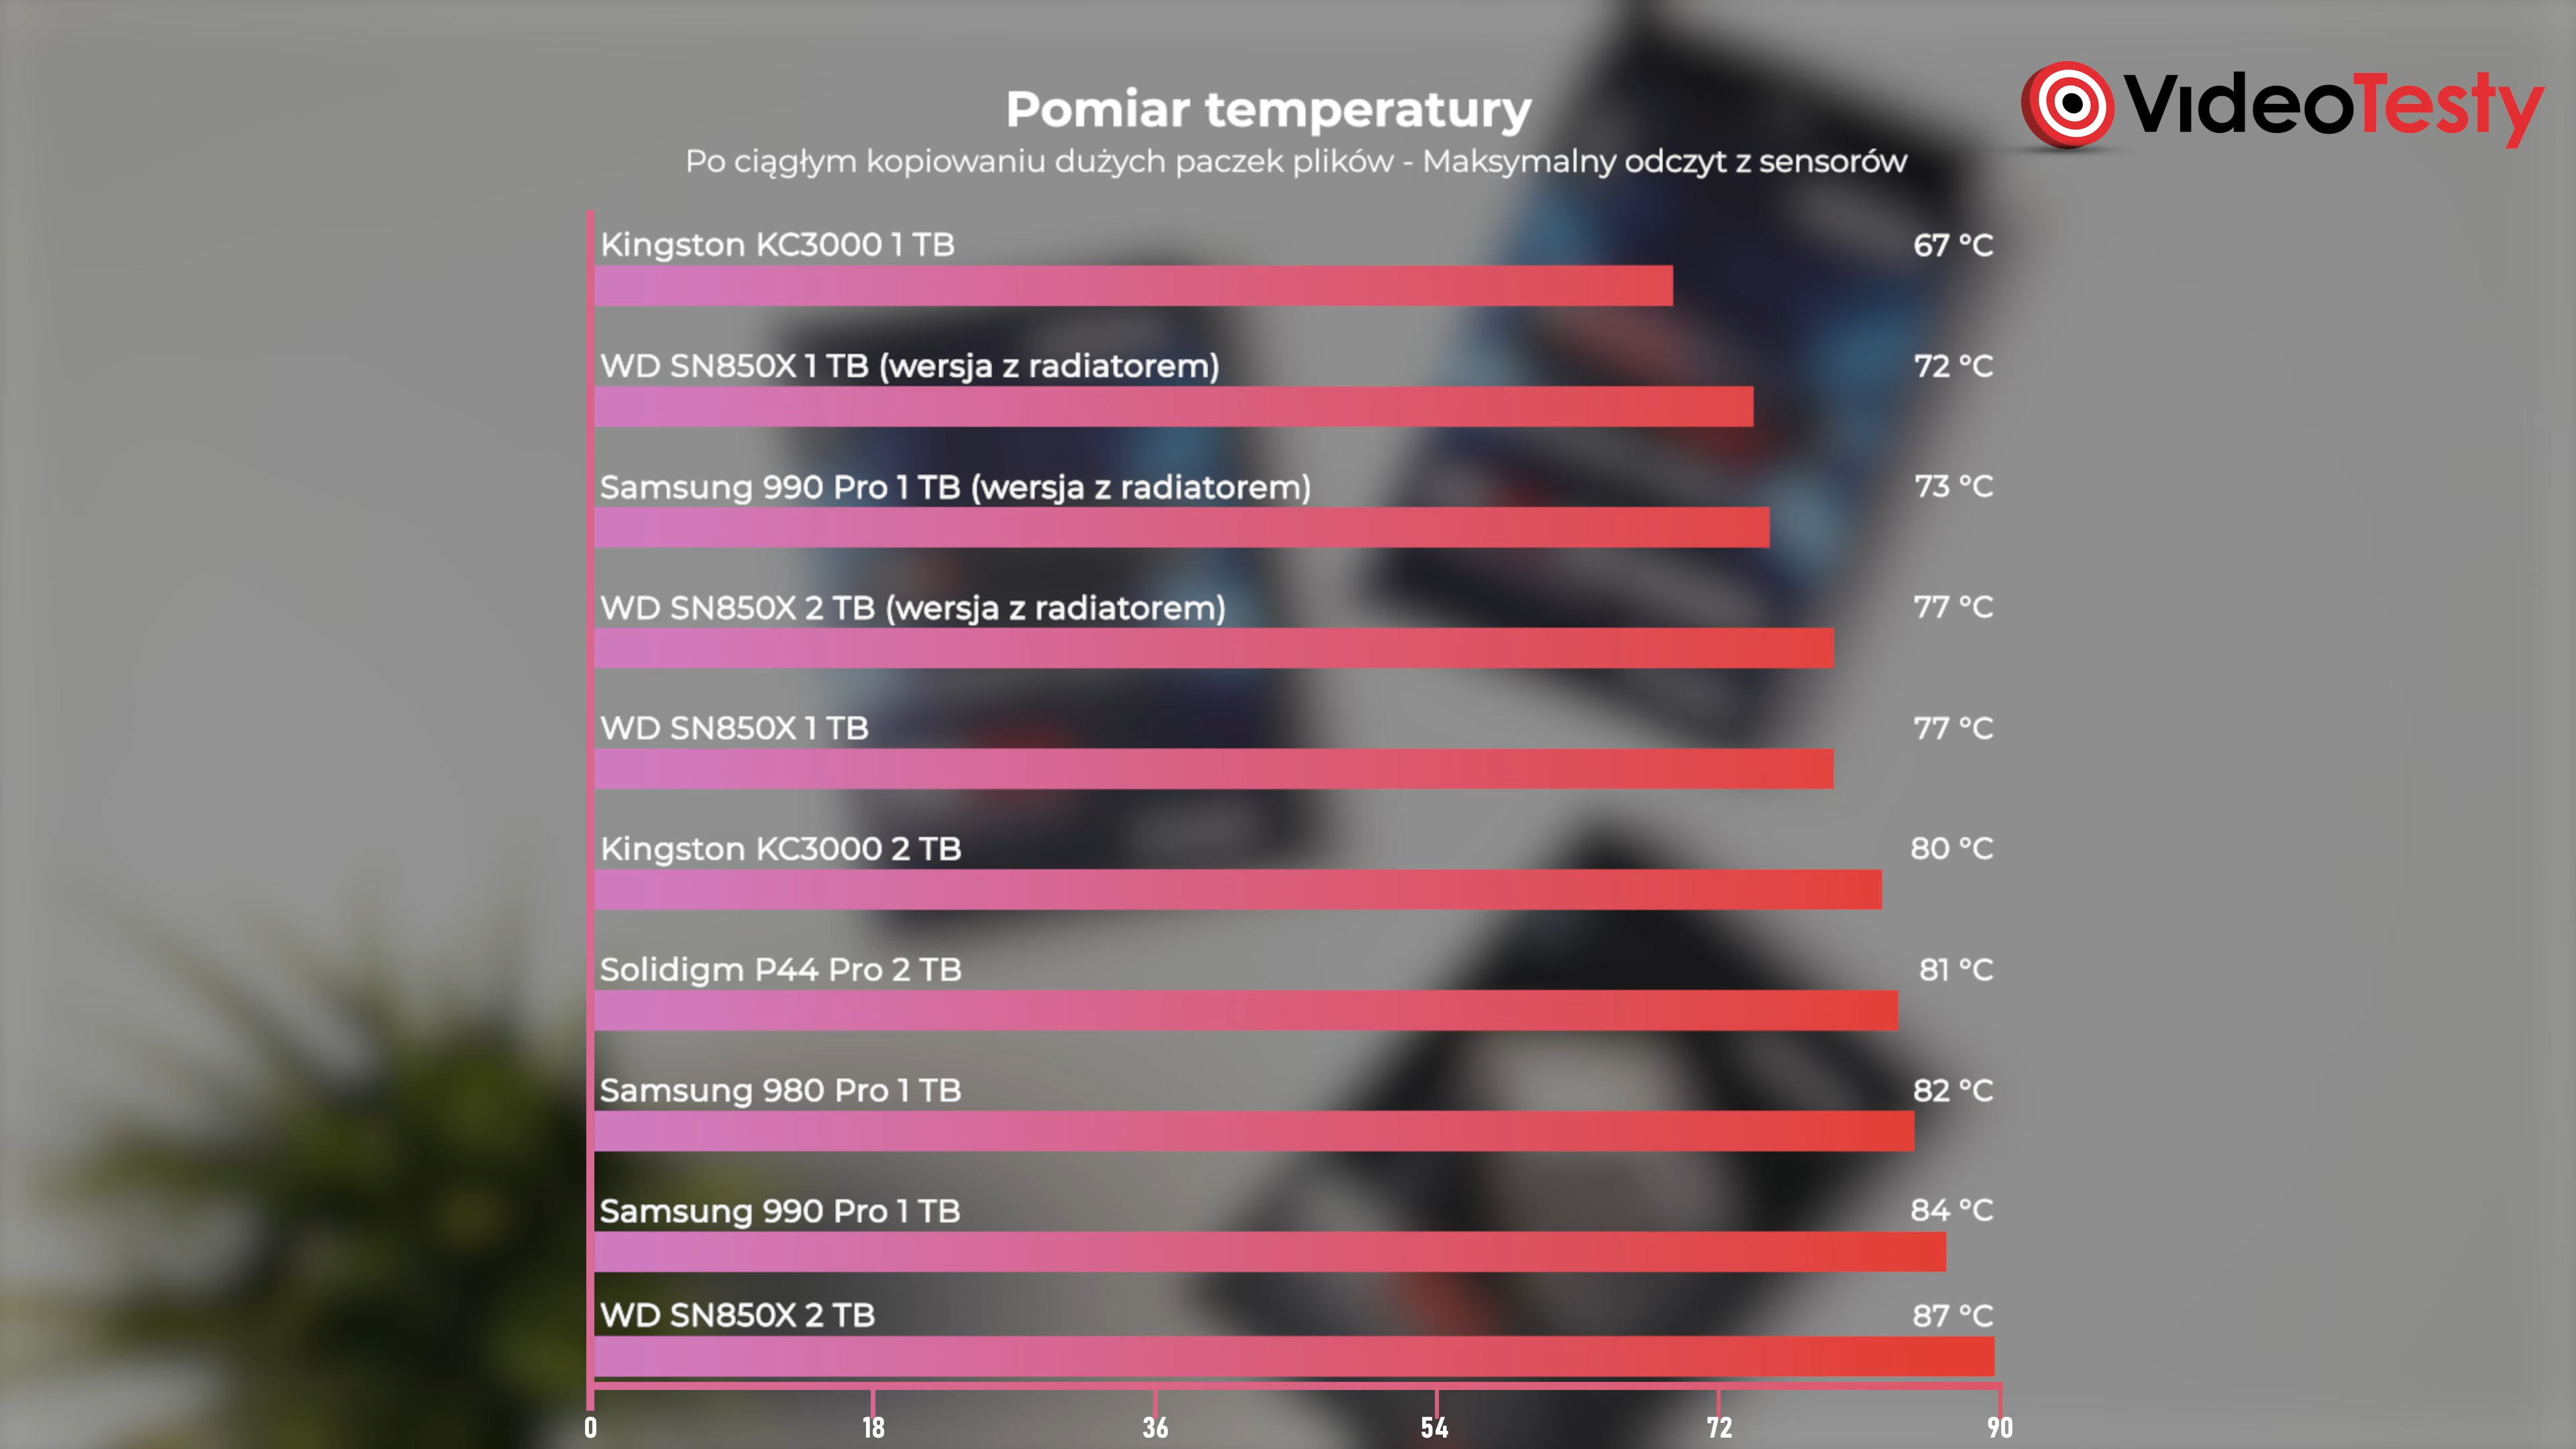 VideoTesty
Pomiar temperatury
Po ciągłym kopiowaniu dużych paczek plików - Maksymalny odczyt z sensorów
Kingston KC3000 1 TB 67 °C
WD SN850X 1 TB (wersja z radiatorem) 72 °C
Samsung 990 Pro 1 TB (wersja z radiatorem) 73 °C
WD SN850X 2 TB (wersja z radiatorem) 77 °C
WD SN850X 1 TB 77 °C
Kingston KC3000 2 TB 80 °C
Solidigm P44 Pro 2 TB 81 °C
Samsung 980 Pro 1 TB 82 °C
Samsung 990 Pro 1 TB 84 °C
WD SN850X 2 TB 87 °C
0 18 36 54 72 90